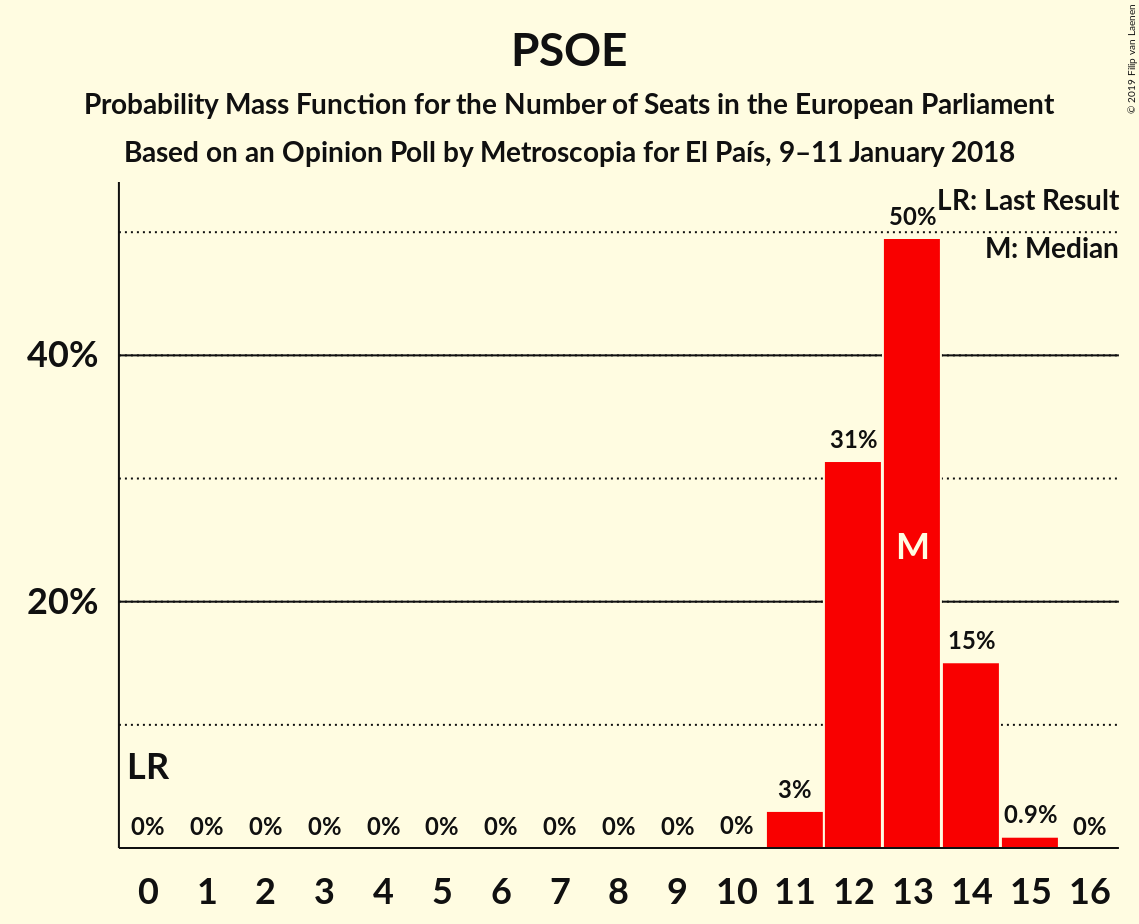 PSOE
Probability Mass Function for the Number of Seats in the European Parliament
Based on an Opinion Poll by Metroscopia for El País, 9–11 January 2018
© 2019 Filip van Laenen
LR: Last Result
M: Median
50%
40%
31%
M
20%
15%
LR
3%
0.9%
0% 0% 0% 0% 0% 0% 0% 0% 0% 0% 0% 0%
0 1 2 3 4 5 6 7 8 9 10 11 12 13 14 15 16